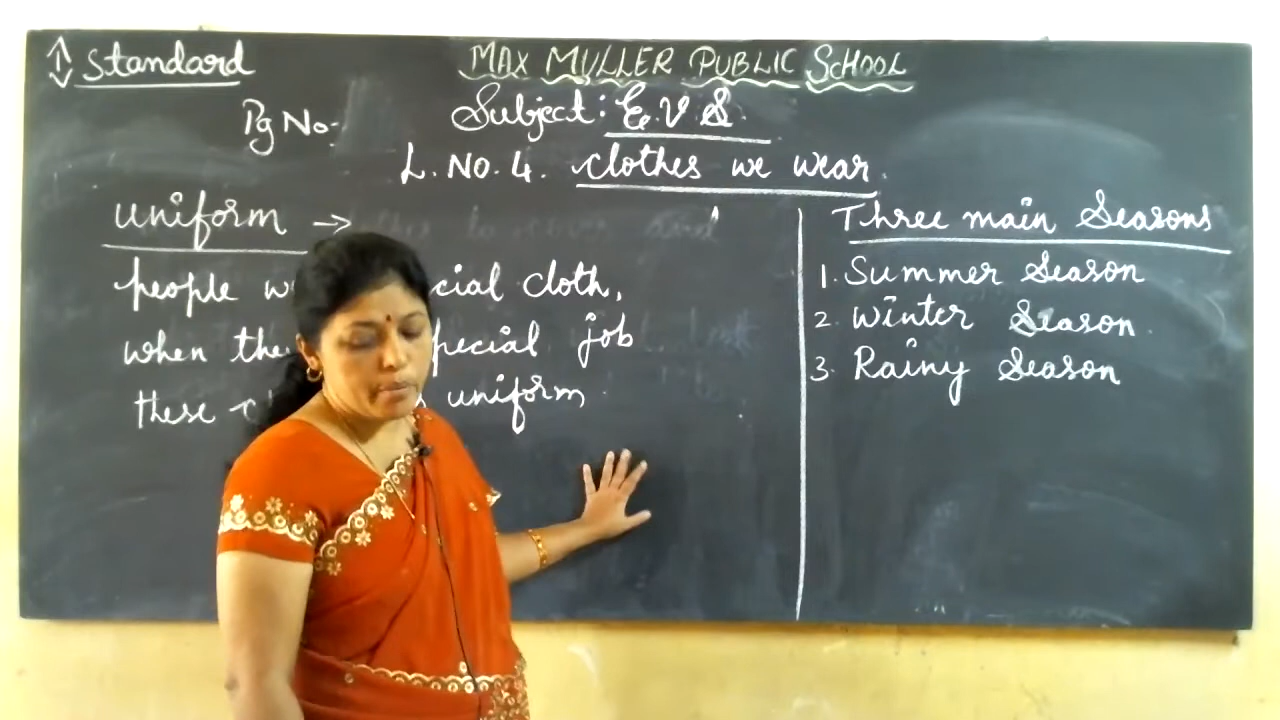 Standard
MAX MULLER PUBLIC SCHOOL
Pg No:-
Subject: E.V.S.
L. No. 4. clothes we wear.
uniform →
people cial cloth,
when the pecial job
these uniform.
Three main Seasons
1. Summer Season
2. Winter Season.
3. Rainy Season